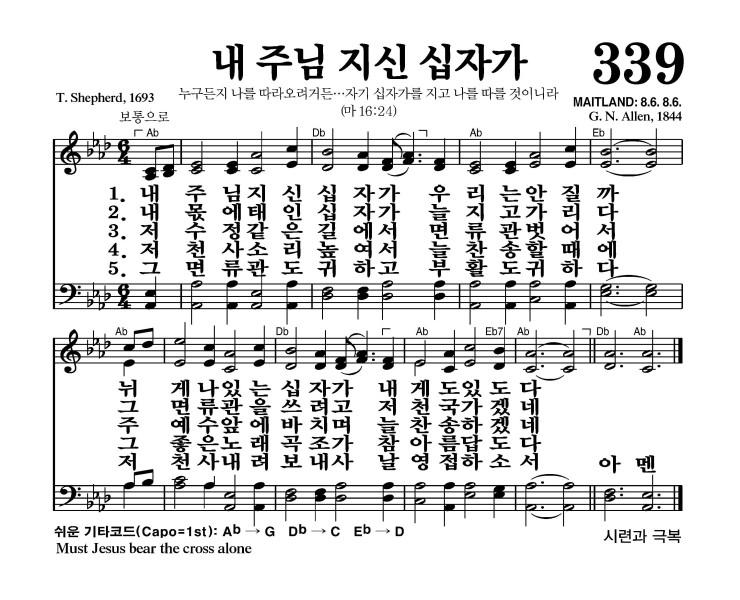 내 주님 지신 십자가
339
T. Shepherd, 1693
누구든지 나를 따라오려거든…자기 십자가를 지고 나를 따를 것이니라
(마 16:24)
MAITLAND: 8.6. 8.6.
G. N. Allen, 1844
보통으로
Ab Db Ab Eb
6 4
1. 내 주 님지 신 십 자가 우 리 는안 질 까
2. 내 몫 에태 인 십 자가 늘 지 고가 리 다
3. 저 수 정같 은 길 에서 면 류 관벗 어 서
4. 저 천 사소 리 높 여서 늘 찬 송할 때 에
5. 그 면 류관 도 귀 하고 부 활 도귀 하 다
6 4
Ab Eb Db Ab Ab Eb7 Ab Db Ab
뉘 게 나있 는 십 자가 내 게 도있 도 다
그 면 류관 을 쓰 려고 저 천 국가 겠 네
주 예 수앞 에 바 치며 늘 찬 송하 겠 네
그 좋 은노 래 곡 조가 참 아 름답 도 다
저 천 사내 려 보 내사 날 영 접하 소 서 아 멘
쉬운 기타코드(Capo=1st): Ab → G Db → C Eb → D
Must Jesus bear the cross alone
시련과 극복